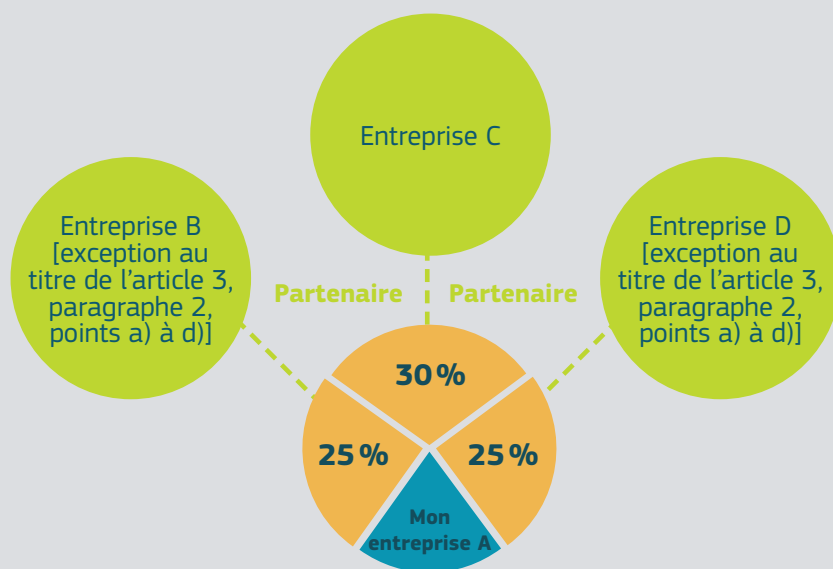 Entreprise C
Entreprise B
[exception au
titre de l’article 3,
paragraphe 2,
points a) à d)]
Entreprise D
[exception au
titre de l’article 3,
paragraphe 2,
points a) à d)]
Partenaire
Partenaire
30 %
25 %
25 %
Mon
entreprise A